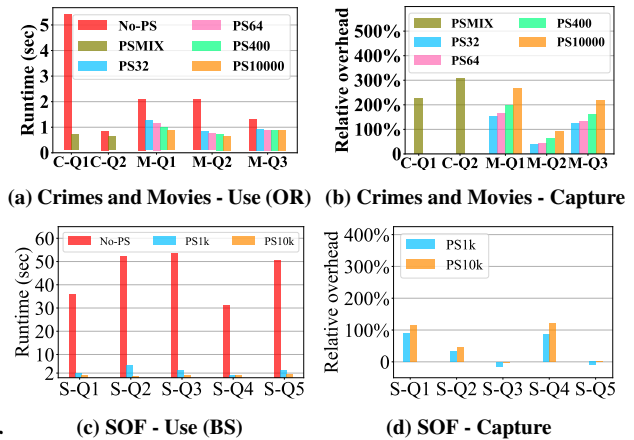 No-PS PS64
PSMIX PS400
PS32 PS10000
Runtime (sec)
5
4
3
2
1
0
C-Q1 C-Q2 M-Q1 M-Q2 M-Q3
(a) Crimes and Movies - Use (OR)
PSMIX PS400
PS32 PS10000
PS64
Relative overhead
500%
400%
300%
200%
100%
0
C-Q1 C-Q2 M-Q1 M-Q2 M-Q3
(b) Crimes and Movies - Capture
No-PS PS1k PS10k
Runtime (sec)
60
50
40
30
20
10
2
S-Q1 S-Q2 S-Q3 S-Q4 S-Q5
. (c) SOF - Use (BS)
PS1k
PS10k
Relative overhead
400%
300%
200%
100%
0
S-Q1 S-Q2 S-Q3 S-Q4 S-Q5
(d) SOF - Capture